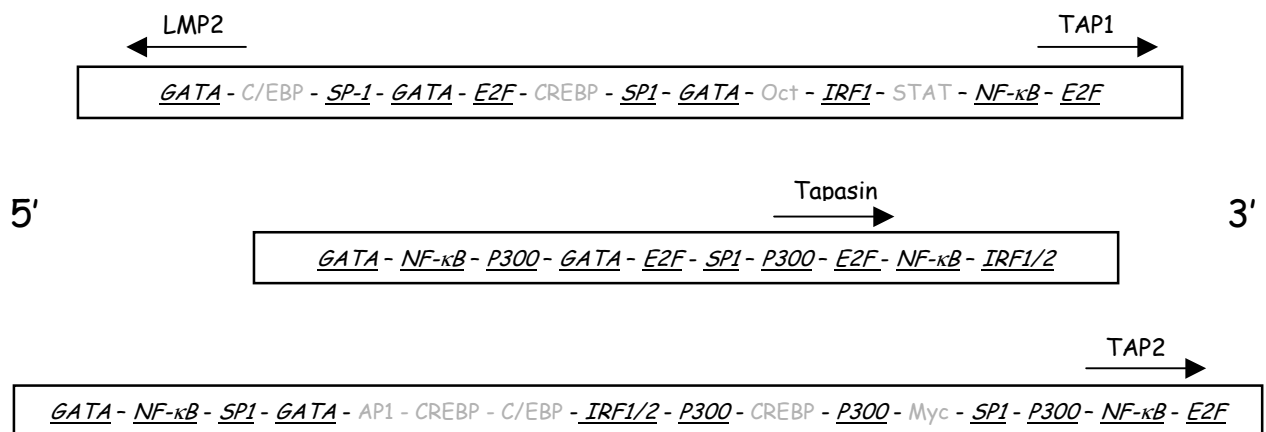 LMP2 TAP1
GATA - C/EBP - SP-1 - GATA - E2F - CREBP - SP1 - GATA - Oct - IRF1 - STAT - NF-κB - E2F
Tapasin
5' 3'
GATA - NF-κB - P300 - GATA - E2F - SP1 - P300 - E2F - NF-κB - IRF1/2
TAP2
GATA - NF-κB - SP1 - GATA - AP1 - CREBP - C/EBP - IRF1/2 - P300 - CREBP - P300 - Myc - SP1 - P300 - NF-κB - E2F